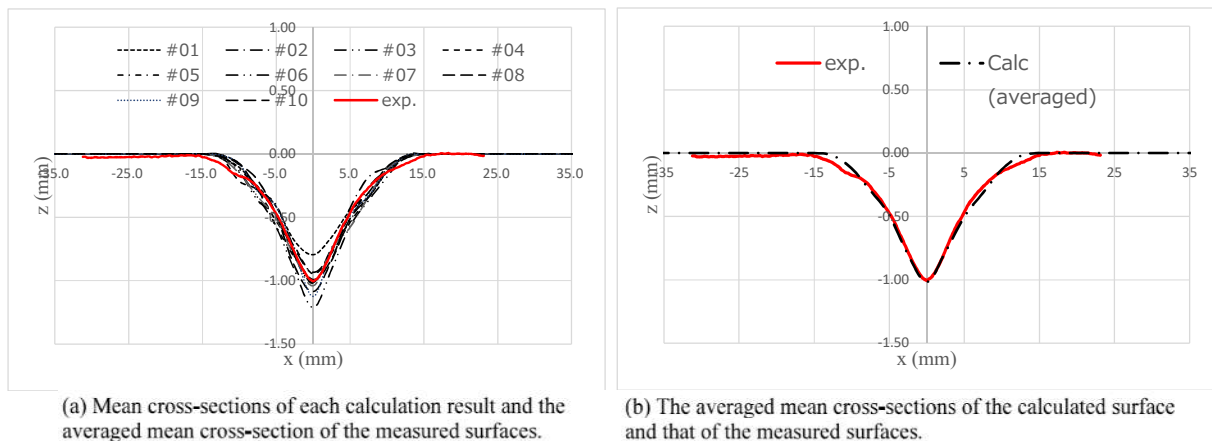 1.00
#01 #02 #03 #04
#05 #06 #07 #08
0.50
#09 #10 exp.
0.00
35.0 25.0 15.0 -5.0 5.0 15.0 25.0 35.0
z (mm)
-0.50
-1.00
-1.50
x (mm)
(a) Mean cross-sections of each calculation result and the
averaged mean cross-section of the measured surfaces.
1.00
exp. Calc
(averaged)
0.50
0.00
-35 -25 -15 -5 5 15 25 35
z (mm)
-0.50
-1.00
-1.50
x (mm)
(b) The averaged mean cross-sections of the calculated surface
and that of the measured surfaces.